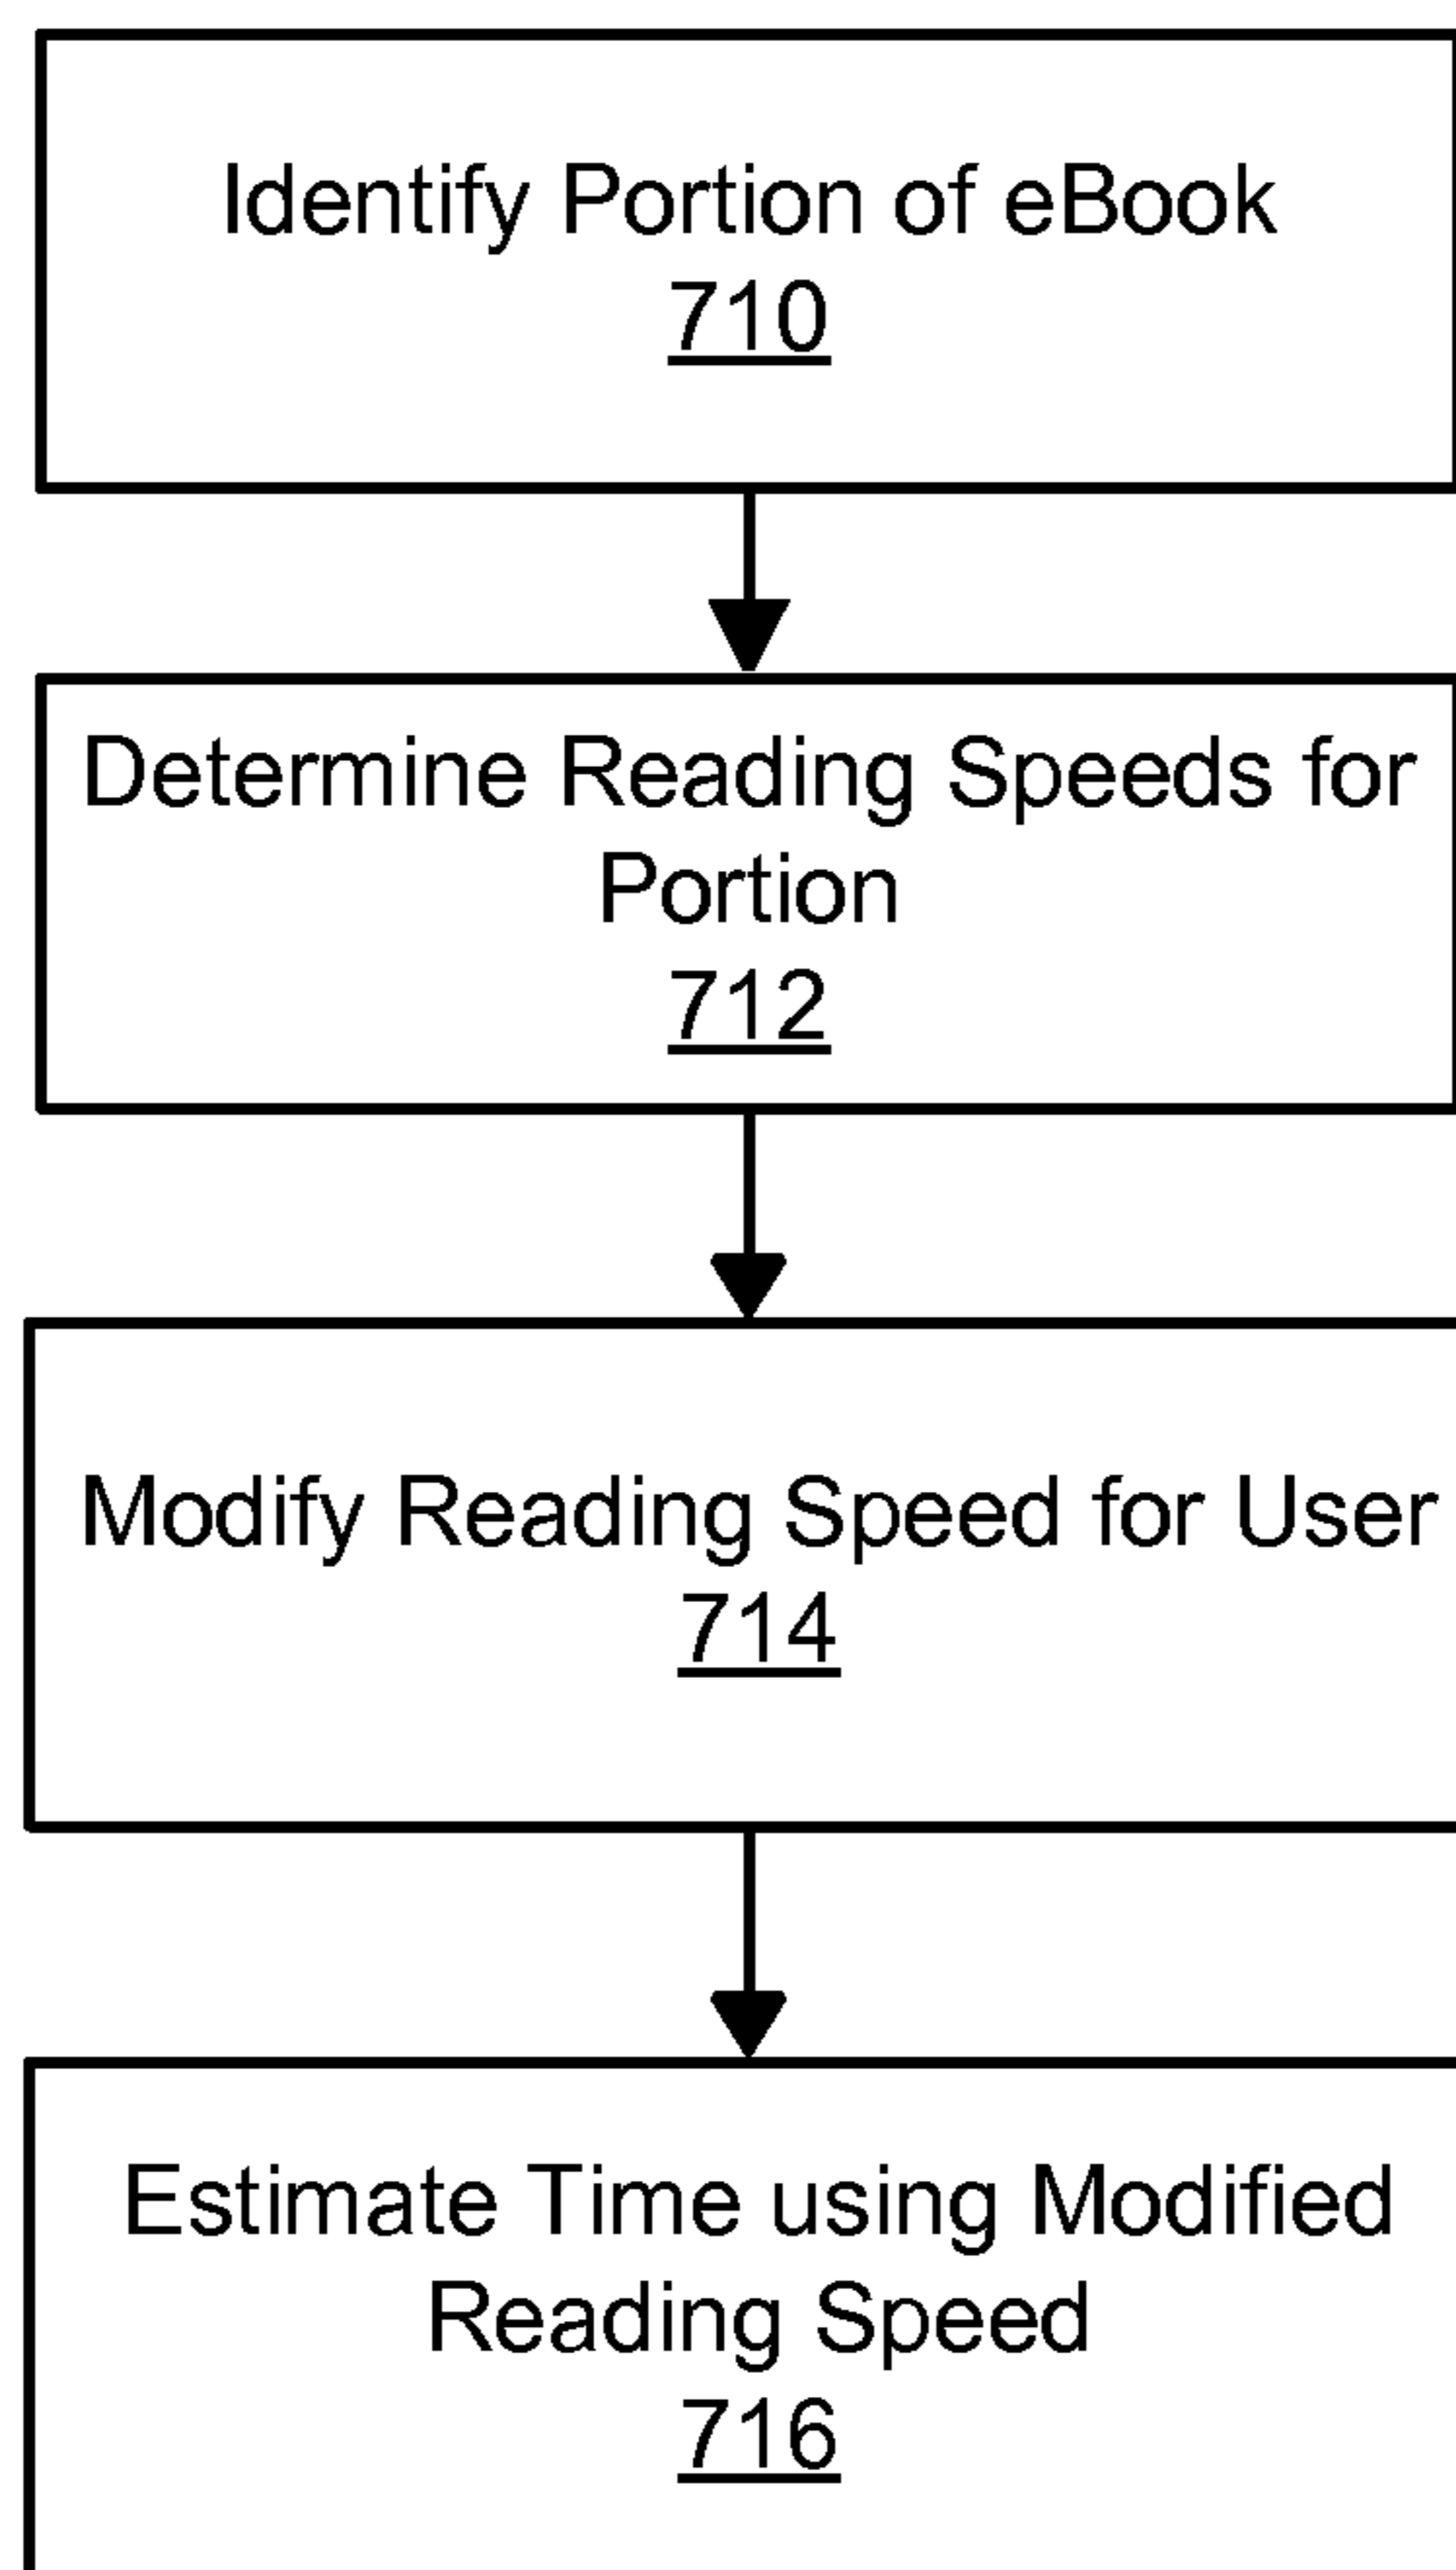 Identify Portion of eBook
710
Determine Reading Speeds for
Portion
712
Modify Reading Speed for User
714
Estimate Time using Modified
Reading Speed
716